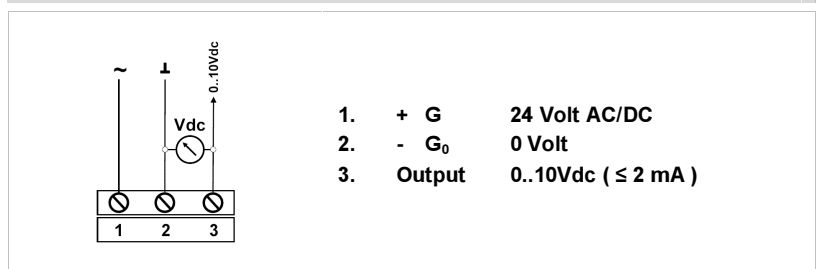 ~ ⊥ 0..10Vdc
Vdc
1 2 3
1. + G 24 Volt AC/DC
2. - G₀ 0 Volt
3. Output 0..10Vdc ( ≤ 2 mA )